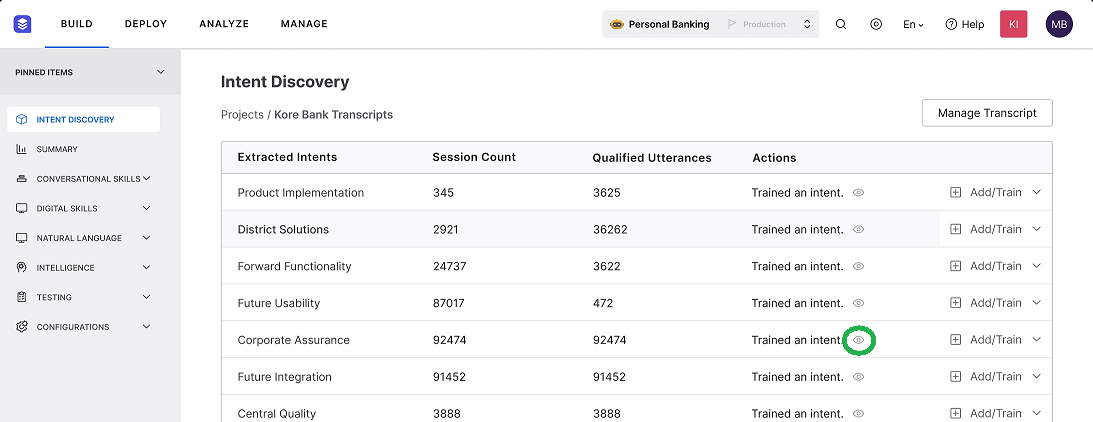 BUILD DEPLOY ANALYZE MANAGE Personal Banking Production En Help KI MB
PINNED ITEMS
INTENT DISCOVERY
SUMMARY
CONVERSATIONAL SKILLS
DIGITAL SKILLS
NATURAL LANGUAGE
INTELLIGENCE
TESTING
CONFIGURATIONS
Intent Discovery
Projects / Kore Bank Transcripts
Manage Transcript
Extracted Intents Session Count Qualified Utterances Actions
Product Implementation 345 3625 Trained an intent. Add/Train
District Solutions 2921 36262 Trained an intent. Add/Train
Forward Functionality 24737 3622 Trained an intent. Add/Train
Future Usability 87017 472 Trained an intent. Add/Train
Corporate Assurance 92474 92474 Trained an intent. Add/Train
Future Integration 91452 91452 Trained an intent. Add/Train
Central Quality 3888 3888 Trained an intent. Add/Train